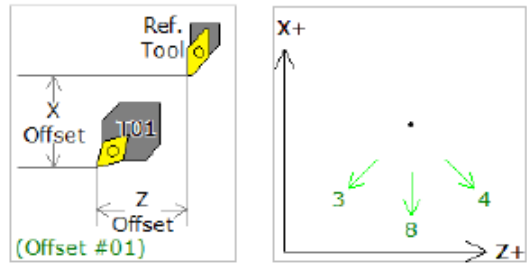 Ref.
Tool
X
Offset
T01
Z
Offset
(Offset #01)
X+
3
4
8
Z+